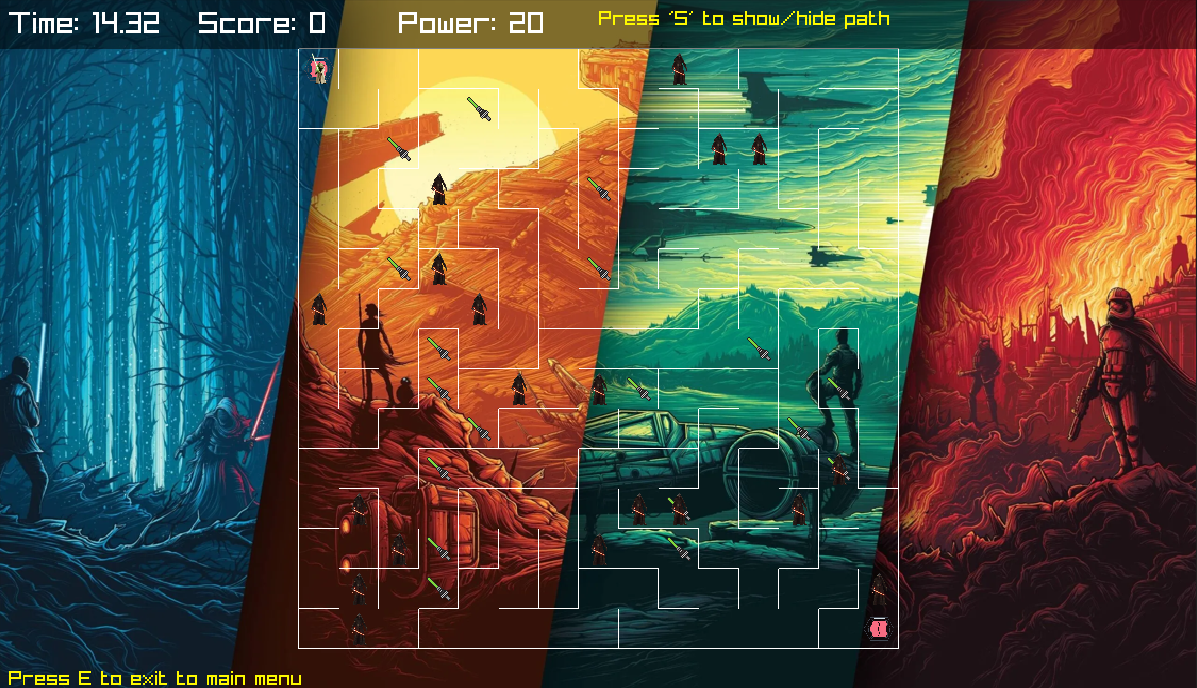 Time: 14.32 Score: 0 Power: 20 Press 'S' to show/hide path
Press E to exit to main menu